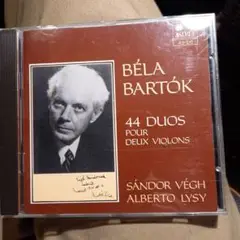 BÉLA
BARTÓK
44 DUOS
POUR
DEUX VIOLONS
SÁNDOR VÉGH
ALBERTO LYSY